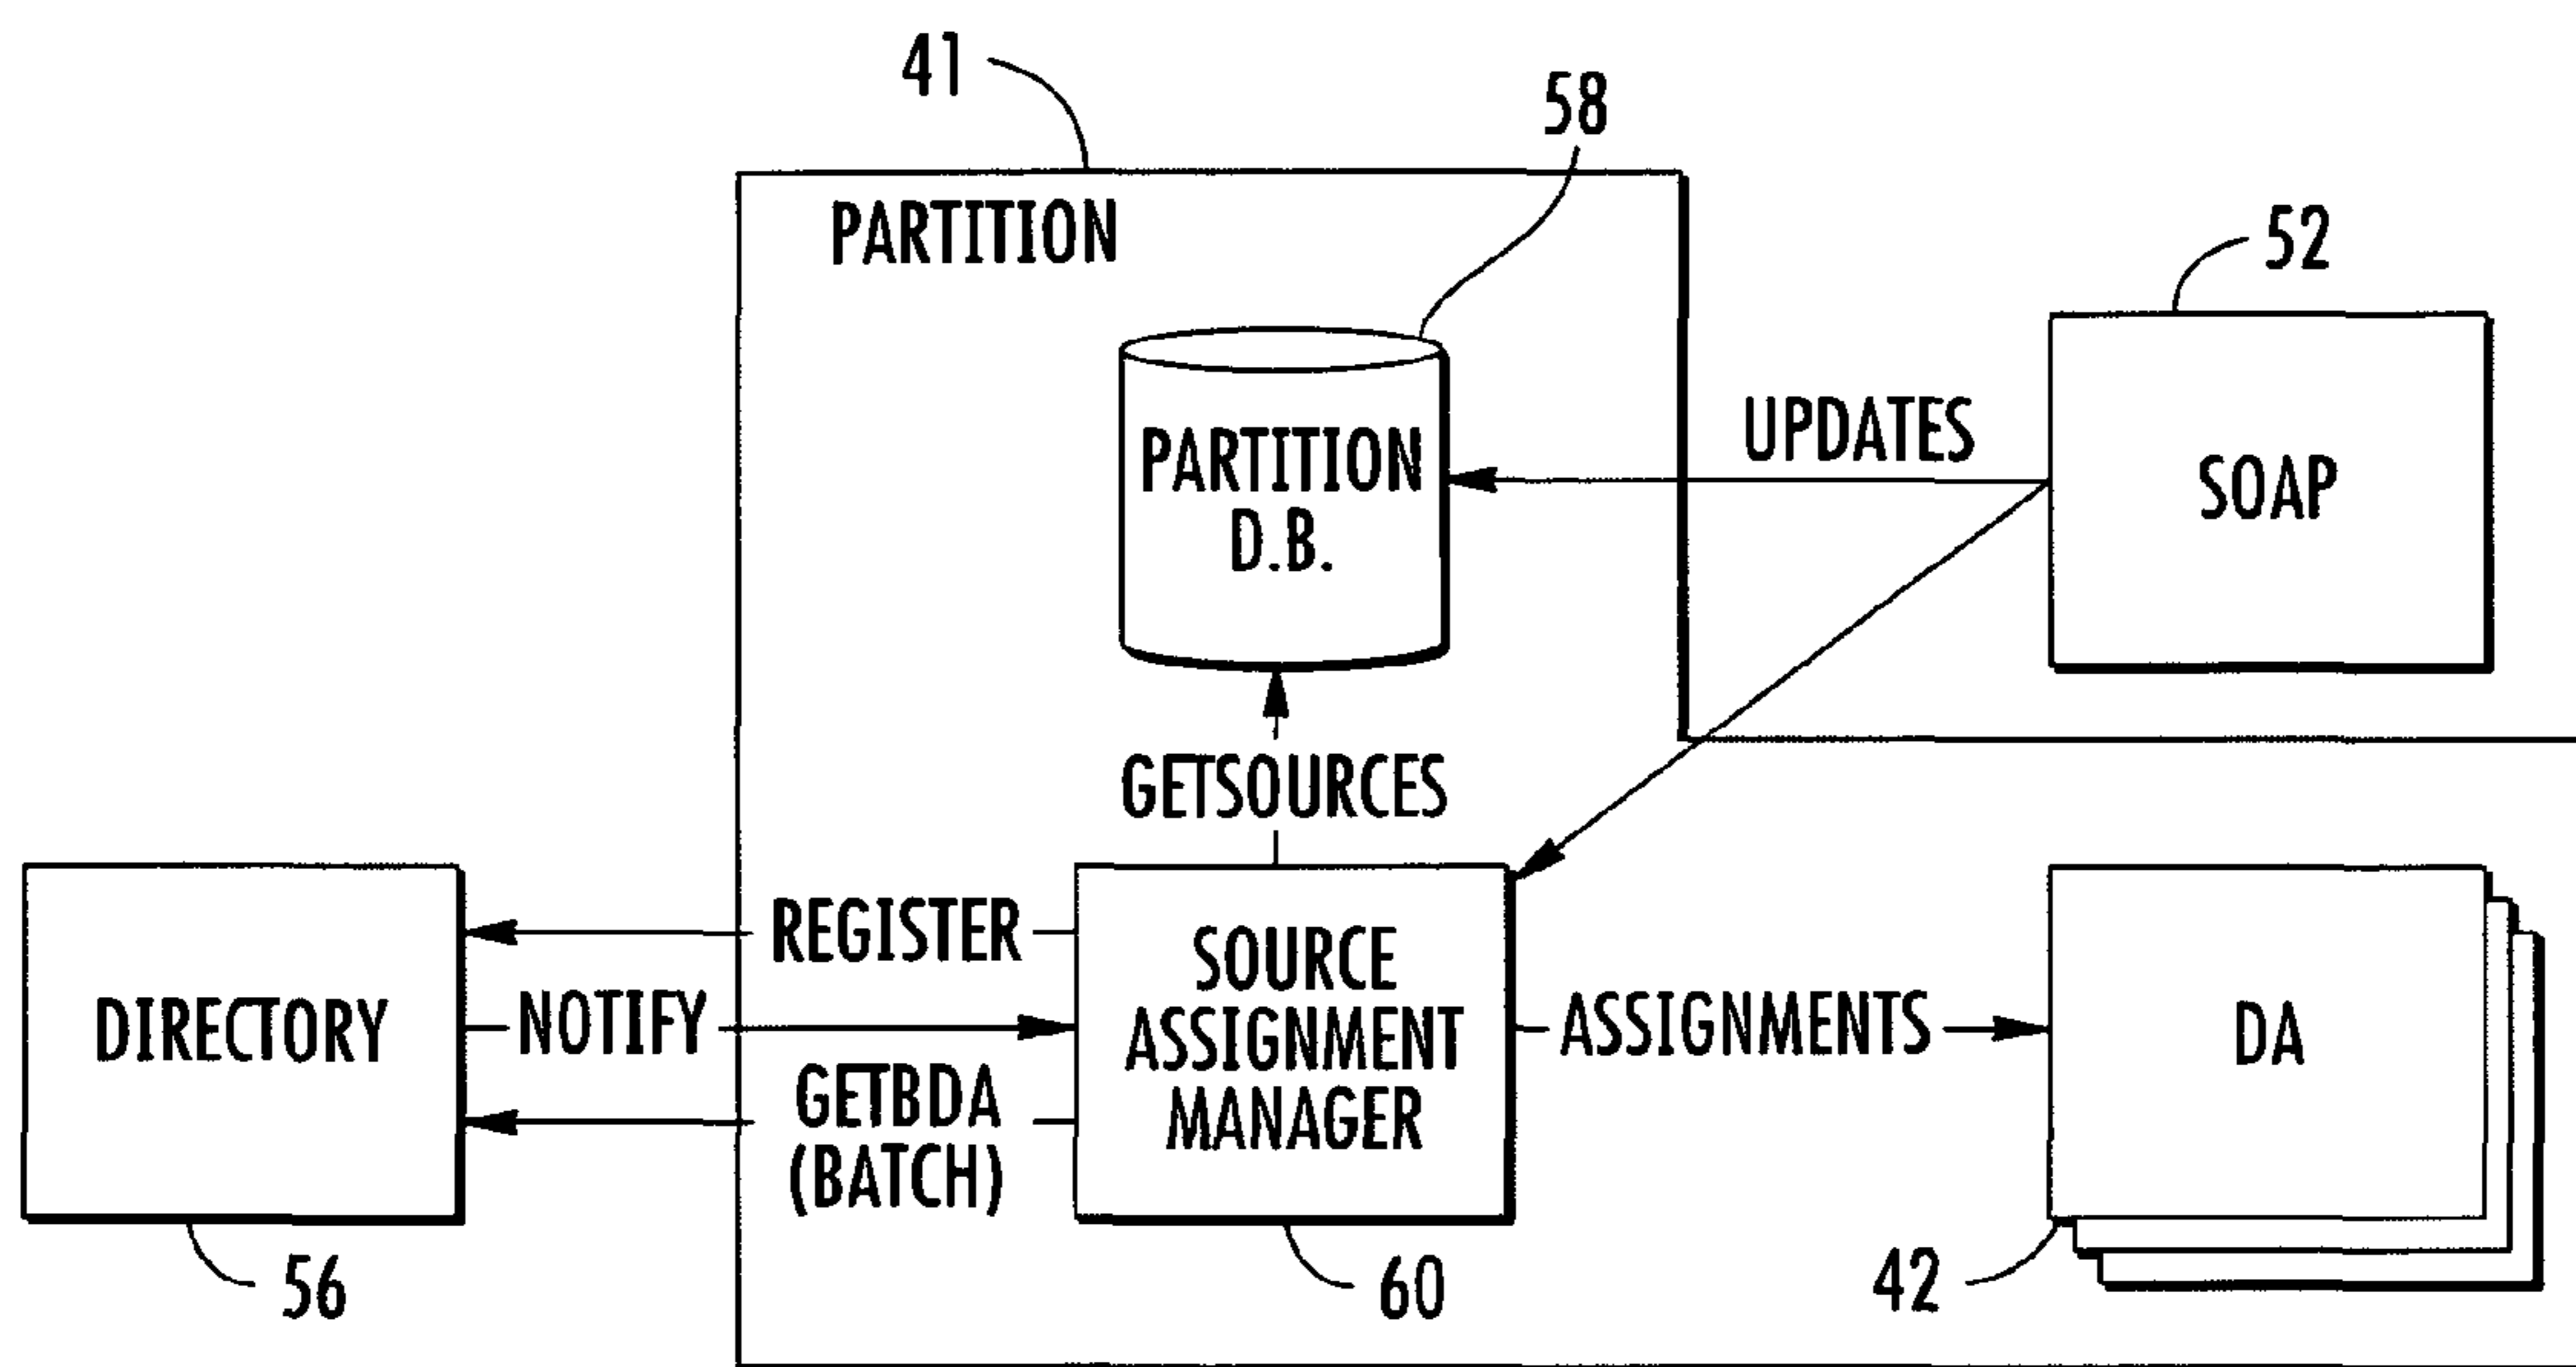 41
58
PARTITION
52
PARTITION
D.B.
UPDATES
SOAP
GETSOURCES
REGISTER
DIRECTORY
NOTIFY
GETBDA
(BATCH)
SOURCE
ASSIGNMENT
MANAGER
ASSIGNMENTS
DA
56
60
42